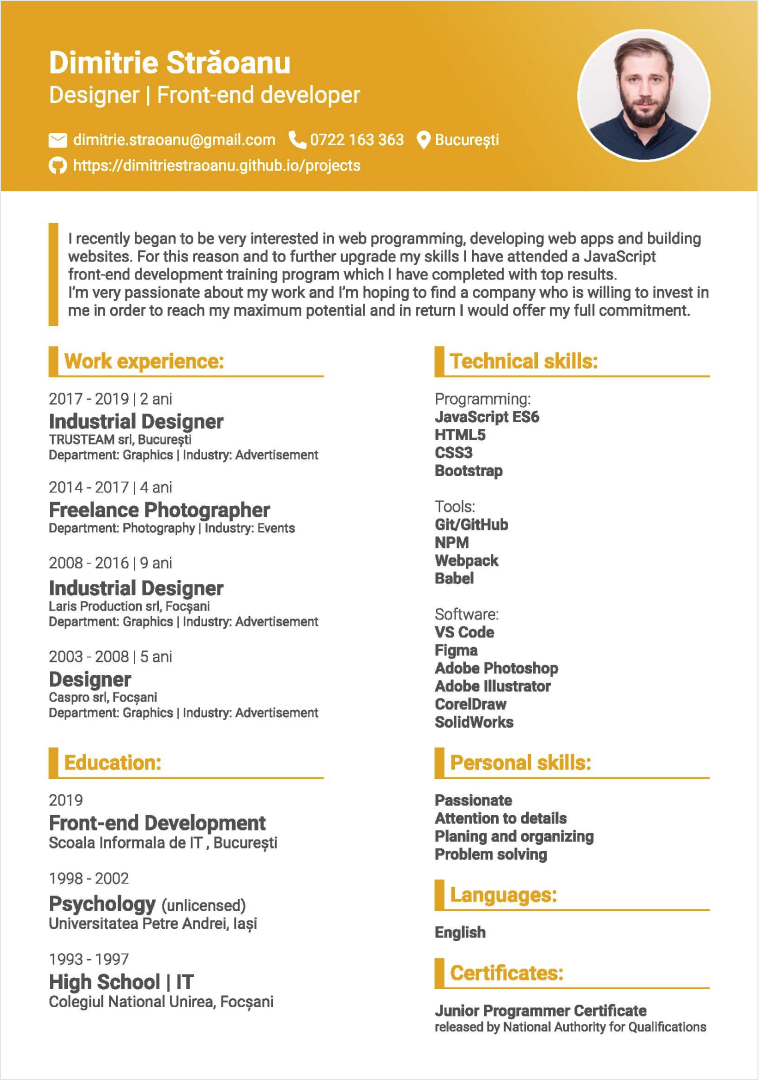 Dimitrie Străoanu
Designer | Front-end developer
dimitrie.straoanu@gmail.com 0722 163 363 București
https://dimitriestraoanu.github.io/projects
I recently began to be very interested in web programming, developing web apps and building
websites. For this reason and to further upgrade my skills I have attended a JavaScript
front-end development training program which I have completed with top results.
I'm very passionate about my work and I'm hoping to find a company who is willing to invest in
me in order to reach my maximum potential and in return I would offer my full commitment.
Work experience:
2017 - 2019 | 2 ani
Industrial Designer
TRUSTEAM srl, București
Department: Graphics | Industry: Advertisement
2014 - 2017 | 4 ani
Freelance Photographer
Department: Photography | Industry: Events
2008 - 2016 | 9 ani
Industrial Designer
Laris Production srl, Focșani
Department: Graphics | Industry: Advertisement
2003 - 2008 | 5 ani
Designer
Caspro srl, Focșani
Department: Graphics | Industry: Advertisement
Education:
2019
Front-end Development
Scoala Informala de IT , București
1998 - 2002
Psychology (unlicensed)
Universitatea Petre Andrei, Iași
1993 - 1997
High School | IT
Colegiul National Unirea, Focșani
Technical skills:
Programming:
JavaScript ES6
HTML5
CSS3
Bootstrap
Tools:
Git/GitHub
NPM
Webpack
Babel
Software:
VS Code
Figma
Adobe Photoshop
Adobe Illustrator
CorelDraw
SolidWorks
Personal skills:
Passionate
Attention to details
Planing and organizing
Problem solving
Languages:
English
Certificates:
Junior Programmer Certificate
released by National Authority for Qualifications